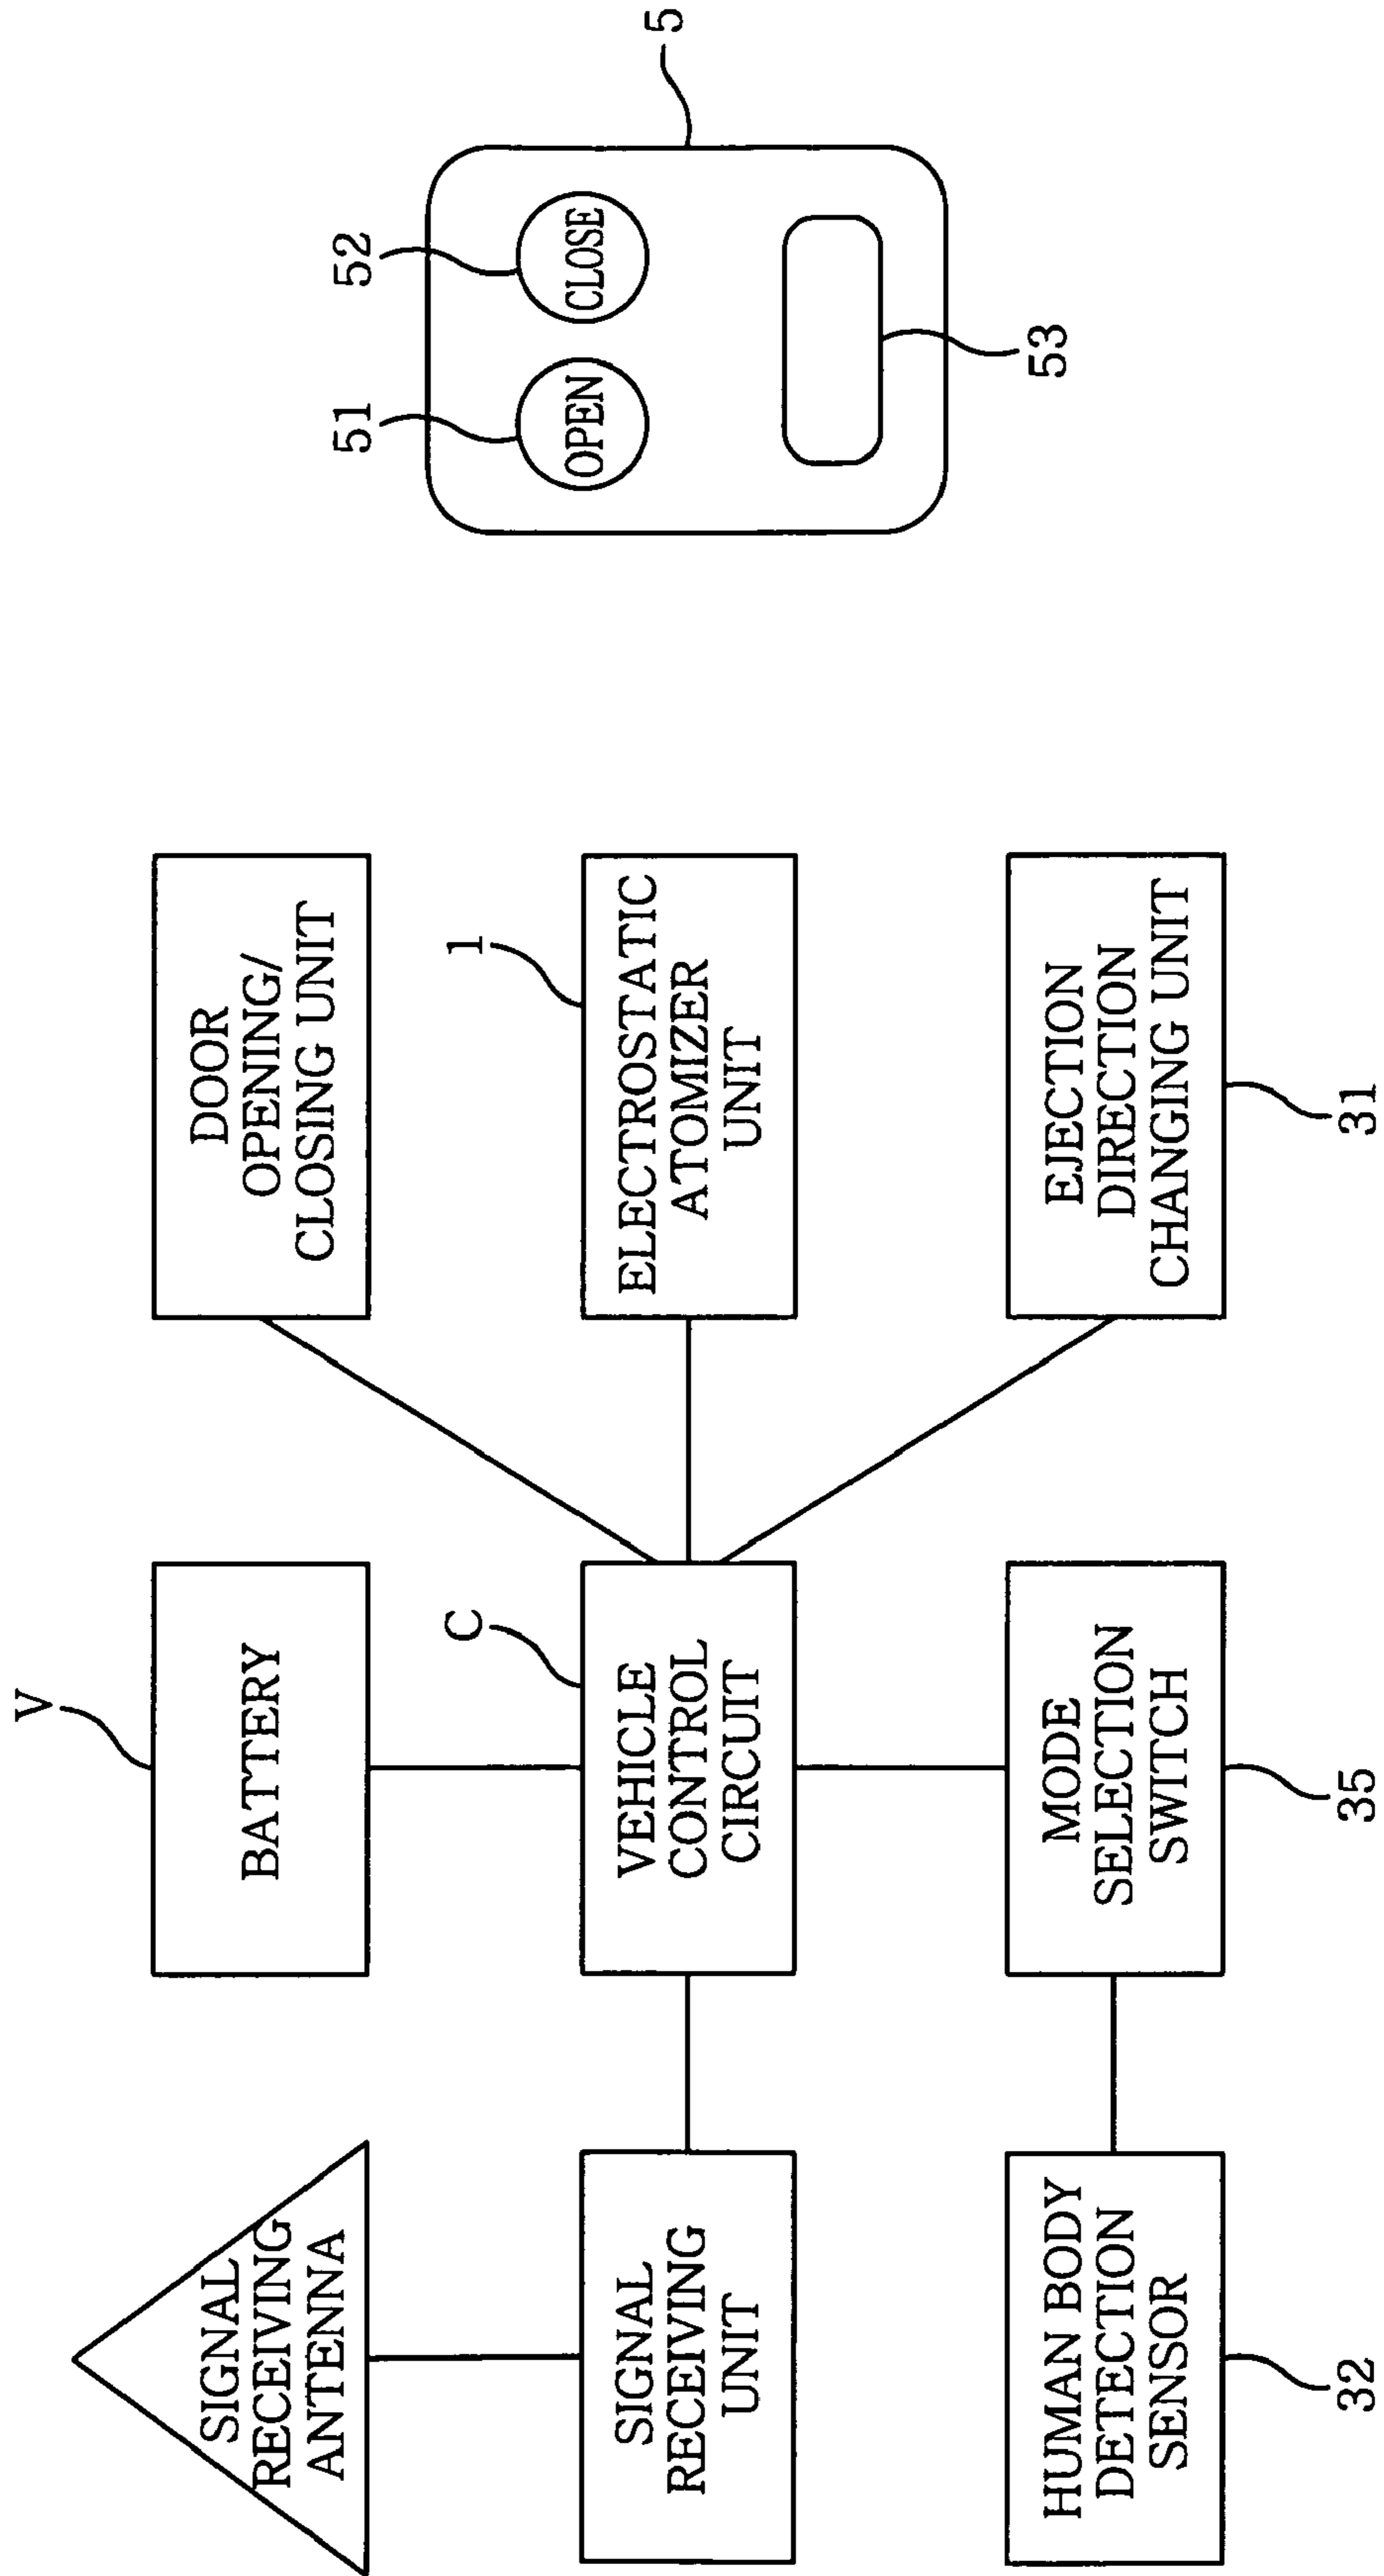 SIGNAL
RECEIVING
ANTENNA
V
BATTERY
DOOR
OPENING/
CLOSING UNIT
SIGNAL
RECEIVING
UNIT
C
VEHICLE
CONTROL
CIRCUIT
1
ELECTROSTATIC
ATOMIZER
UNIT
HUMAN BODY
DETECTION
SENSOR
32
MODE
SELECTION
SWITCH
35
EJECTION
DIRECTION
CHANGING UNIT
31
51
52
OPEN
CLOSE
5
53